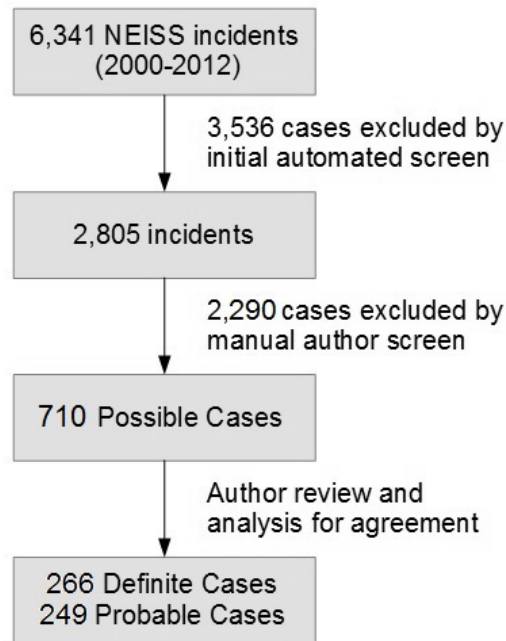 6,341 NEISS incidents
(2000-2012)
3,536 cases excluded by
initial automated screen
2,805 incidents
2,290 cases excluded by
manual author screen
710 Possible Cases
Author review and
analysis for agreement
266 Definite Cases
249 Probable Cases